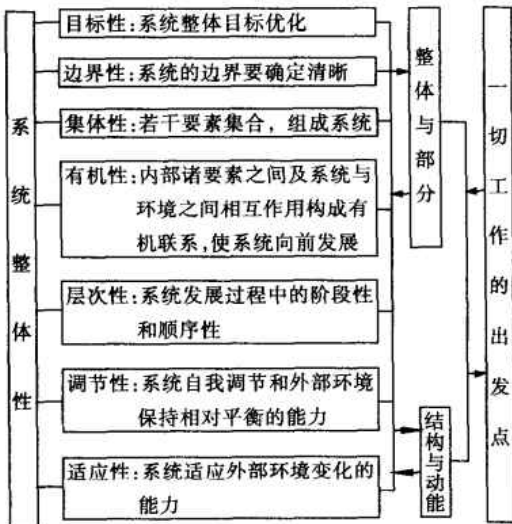 系统整体性
目标性:系统整体目标优化
边界性:系统的边界要确定清晰
集体性:若干要素集合，组成系统
有机性:内部诸要素之间及系统与
环境之间相互作用构成有
机联系,使系统向前发展
层次性:系统发展过程中的阶段性
和顺序性
调节性:系统自我调节和外部环境
保持相对平衡的能力
适应性:系统适应外部环境变化的
能力
整体与部分
结构与动能
一切工作的出发点